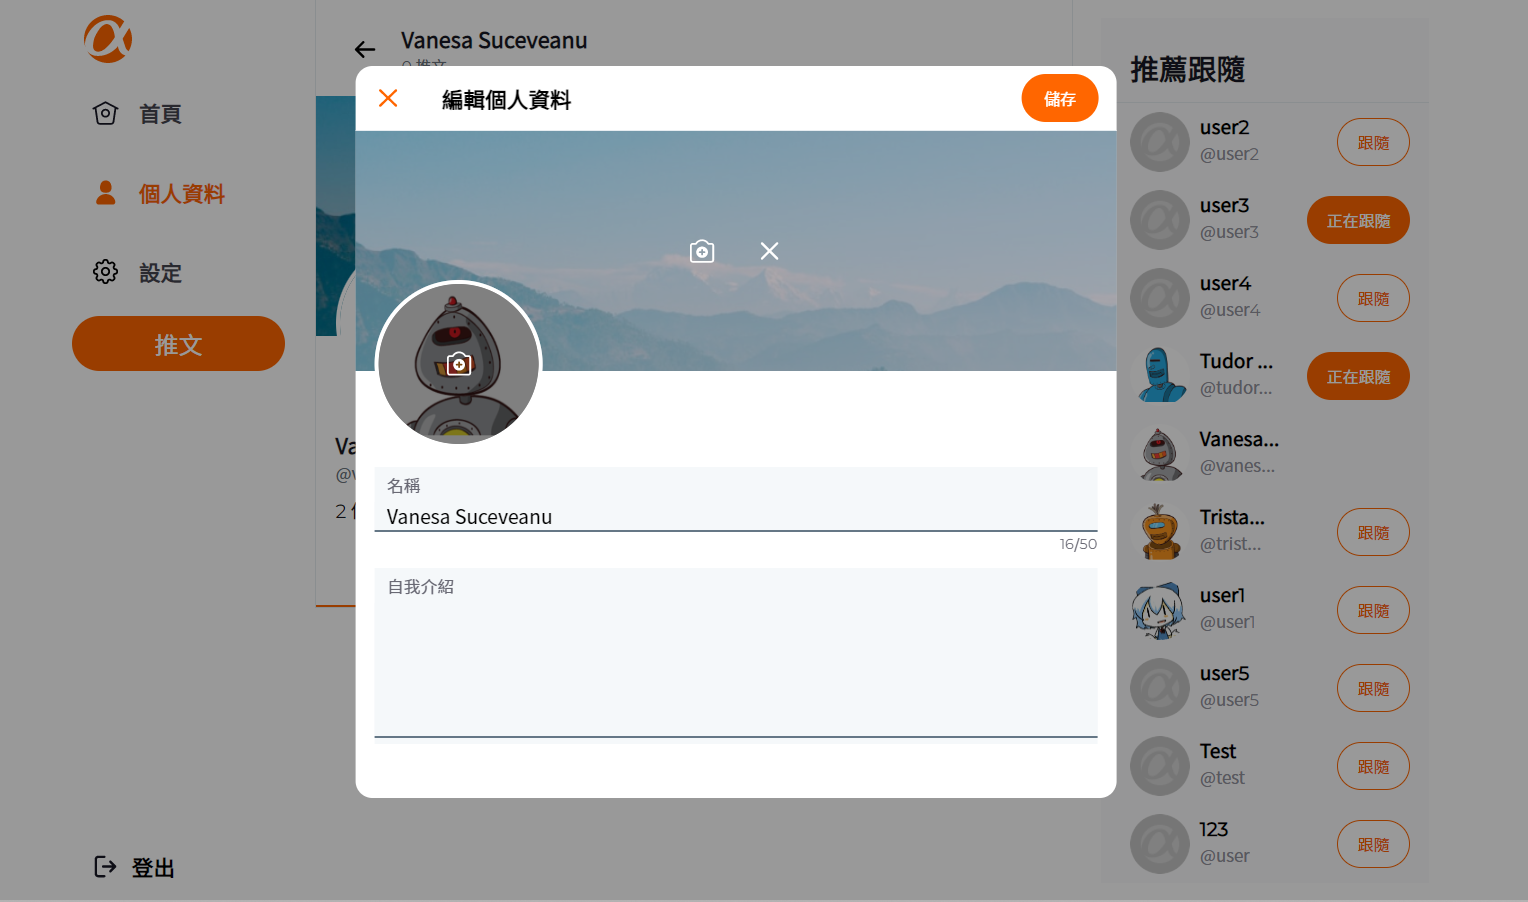 首頁
個人資料
設定
推文
登出
Vanesa Suceveanu
0 推文
編輯個人資料
儲存
名稱
Vanesa Suceveanu
16/50
自我介紹
推薦跟隨
user2
@user2
跟隨
user3
@user3
正在跟隨
user4
@user4
跟隨
Tudor ...
@tudor...
正在跟隨
Vanesa...
@vanes...
Trista...
@trist...
跟隨
user1
@user1
跟隨
user5
@user5
跟隨
Test
@test
跟隨
123
@user
跟隨